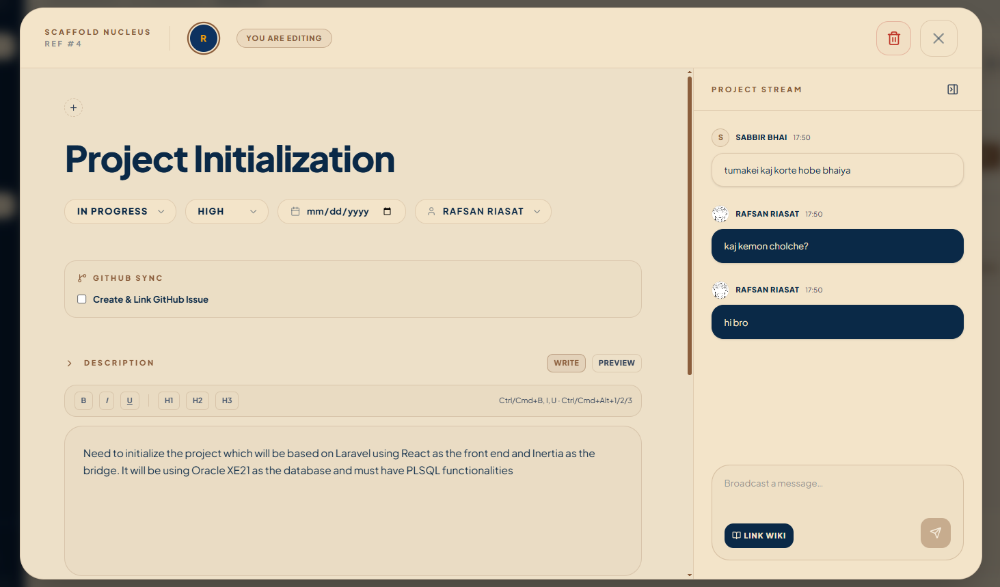 SCAFFOLD NUCLEUS
REF #4
R
YOU ARE EDITING
Project Initialization
IN PROGRESS
HIGH
mm/dd/yyyy
RAFSAN RIASAT
GITHUB SYNC
Create & Link GitHub Issue
DESCRIPTION
WRITE
PREVIEW
B
I
U
H1
H2
H3
Ctrl/Cmd+B, I, U · Ctrl/Cmd+Alt+1/2/3
Need to initialize the project which will be based on Laravel using React as the front end and Inertia as the
bridge. It will be using Oracle XE21 as the database and must have PLSQL functionalities
PROJECT STREAM
S
SABBIR BHAI 17:50
tumakei kaj korte hobe bhaiya
RAFSAN RIASAT 17:50
kaj kemon cholche?
RAFSAN RIASAT 17:50
hi bro
Broadcast a message...
LINK WIKI